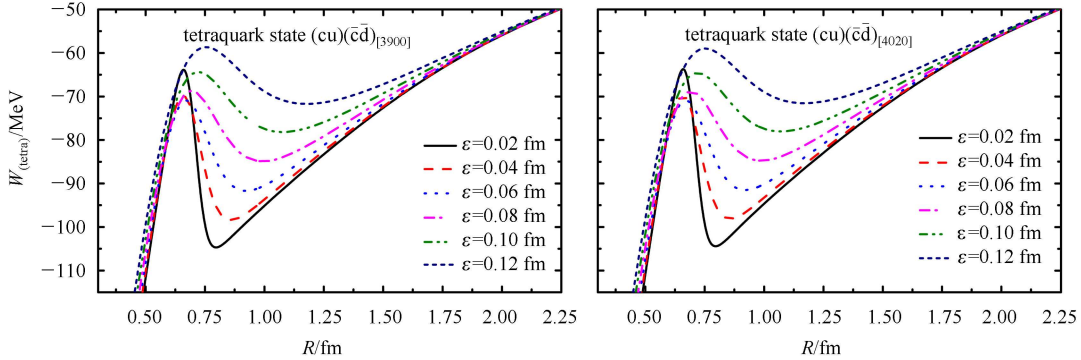 tetraquark state (cu)(c̄d̄)[3900]
W(tetra)/MeV
−50
−60
−70
−80
−90
−100
−110
ε=0.02 fm
ε=0.04 fm
ε=0.06 fm
ε=0.08 fm
ε=0.10 fm
ε=0.12 fm
0.50 0.75 1.00 1.25 1.50 1.75 2.00 2.25
R/fm
tetraquark state (cu)(c̄d̄)[4020]
ε=0.02 fm
ε=0.04 fm
ε=0.06 fm
ε=0.08 fm
ε=0.10 fm
ε=0.12 fm
0.50 0.75 1.00 1.25 1.50 1.75 2.00 2.25
R/fm